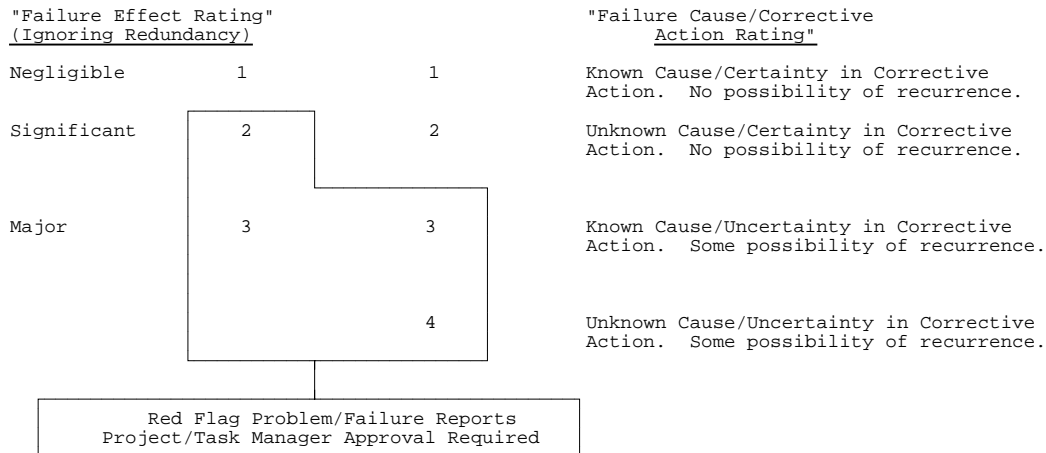 "Failure Effect Rating" "Failure Cause/Corrective
(Ignoring Redundancy) Action Rating"
Negligible 1 1 Known Cause/Certainty in Corrective
Action. No possibility of recurrence.
Significant 2 2 Unknown Cause/Certainty in Corrective
Action. No possibility of recurrence.
Major 3 3 Known Cause/Uncertainty in Corrective
Action. Some possibility of recurrence.
4 Unknown Cause/Uncertainty in Corrective
Action. Some possibility of recurrence.
Red Flag Problem/Failure Reports
Project/Task Manager Approval Required